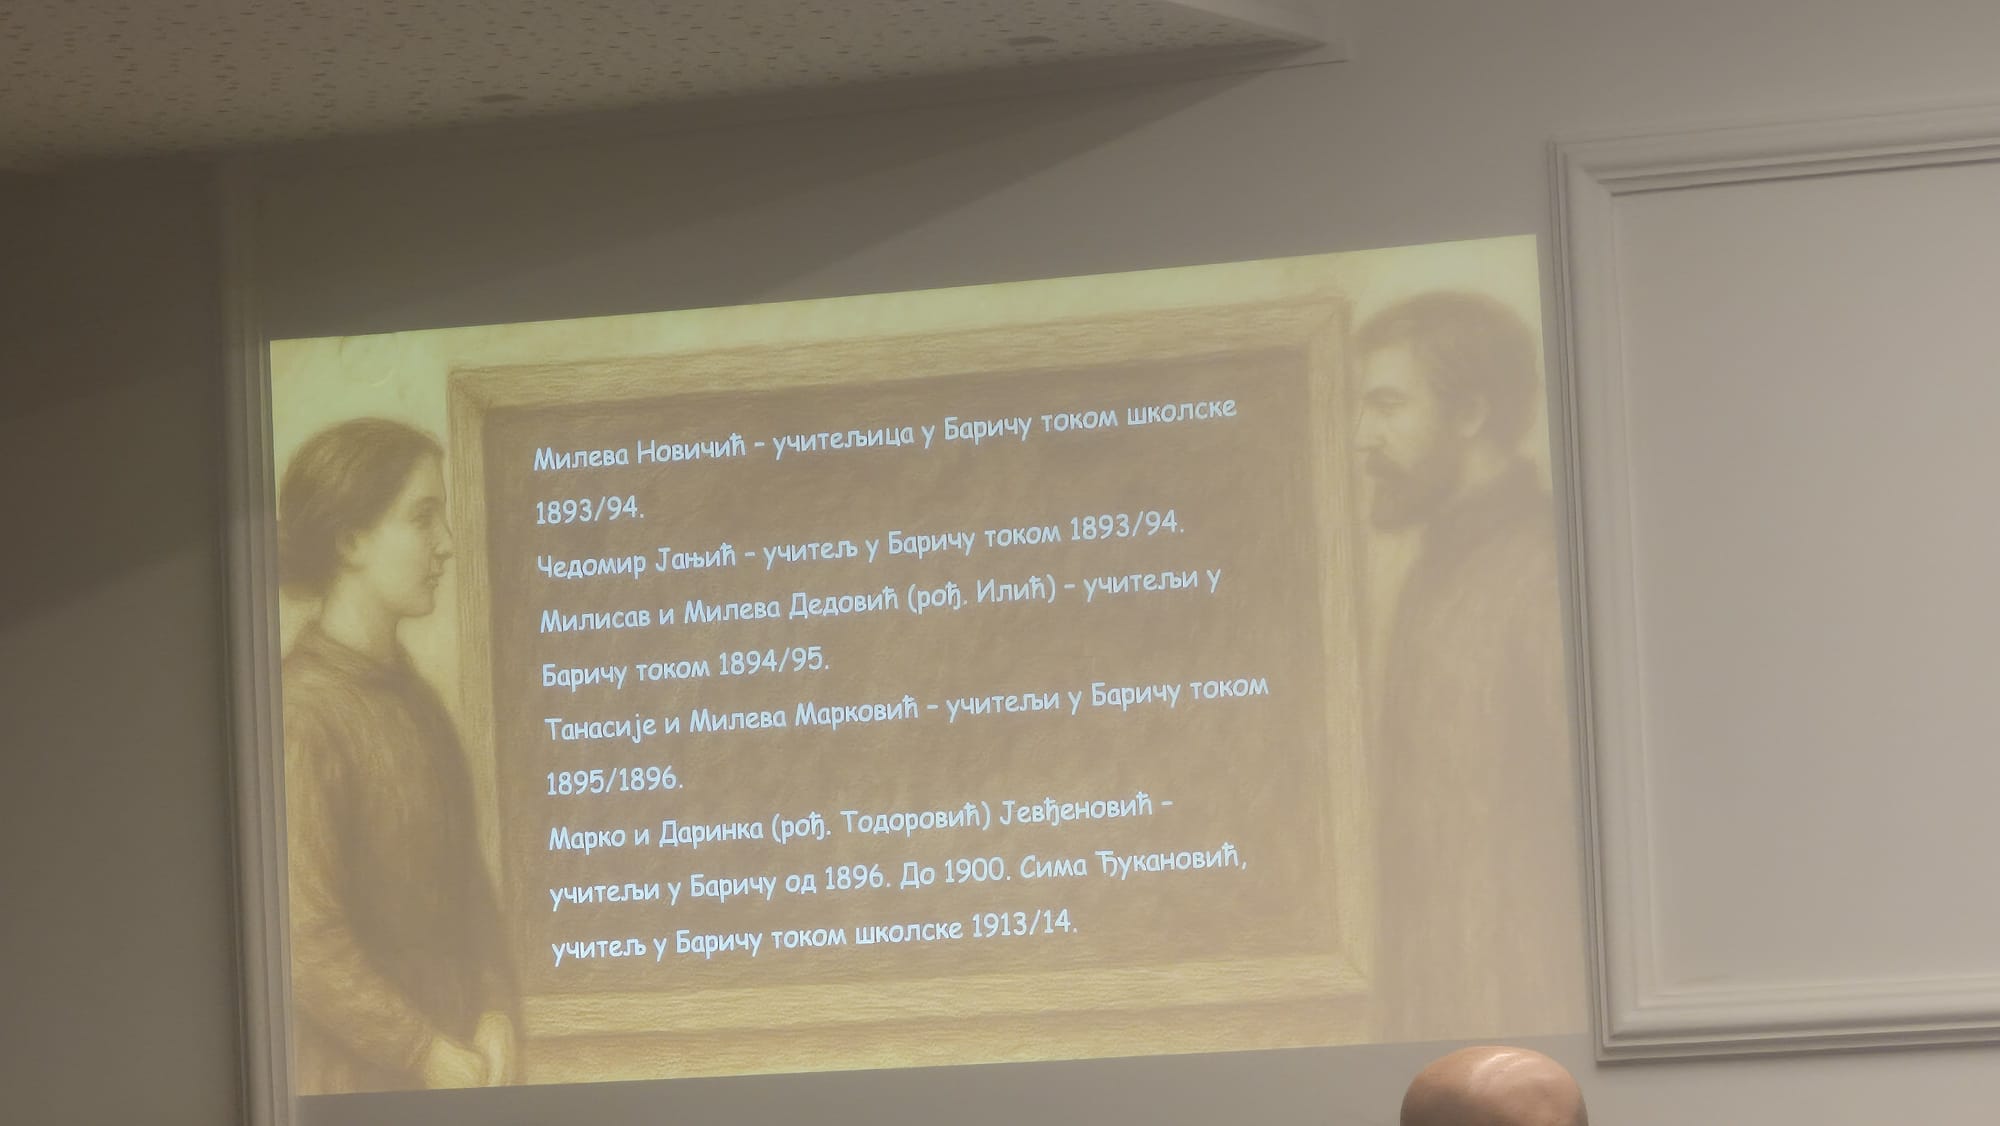 Милева Новичић – учитељица у Баричу током школске
1893/94.
Чедомир Јањић – учитељ у Баричу током 1893/94.
Милисав и Милева Дедовић (рођ. Илић) – учитељи у
Баричу током 1894/95.
Танасије и Милева Марковић – учитељи у Баричу током
1895/1896.
Марко и Даринка (рођ. Тодоровић) Јевђеновић –
учитељи у Баричу од 1896. До 1900. Сима Ђукановић,
учитељ у Баричу током школске 1913/14.